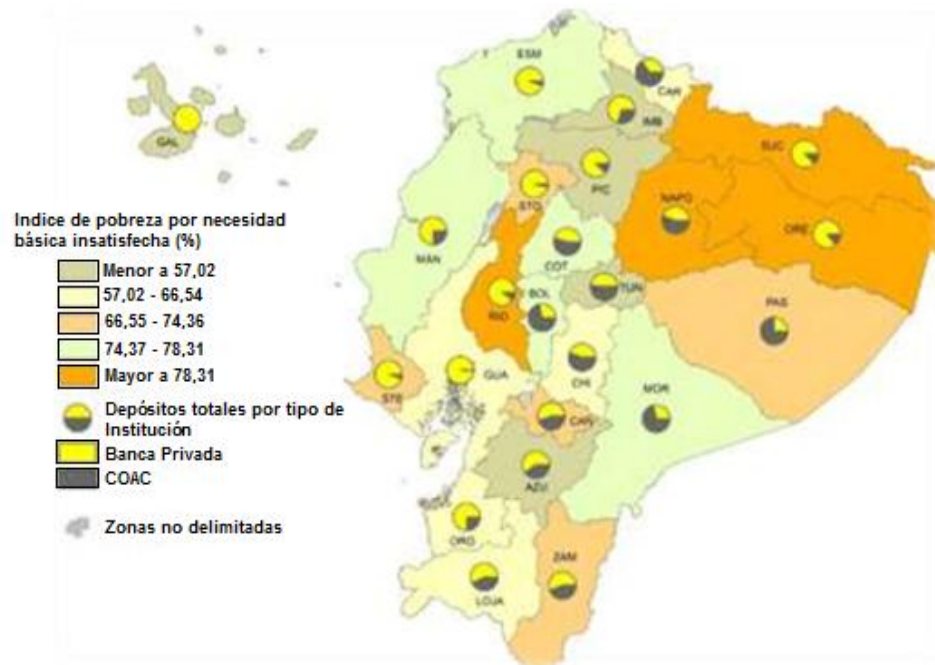 ESM
CAR
IMB
GAL
SUC
PIC
STO
NAPO
ORE
MAN
COT
Indice de pobreza por necesidad
básica insatisfecha (%)
Menor a 57,02
57,02 - 66,54
66,55 - 74,36
74,37 - 78,31
Mayor a 78,31
TUN
BOL
RIO
PAS
GUA
CHI
MOR
STE
CAÑ
Depósitos totales por tipo de
Institución
Banca Privada
COAC
AZU
Zonas no delimitadas
ORO
ZAM
LOJA